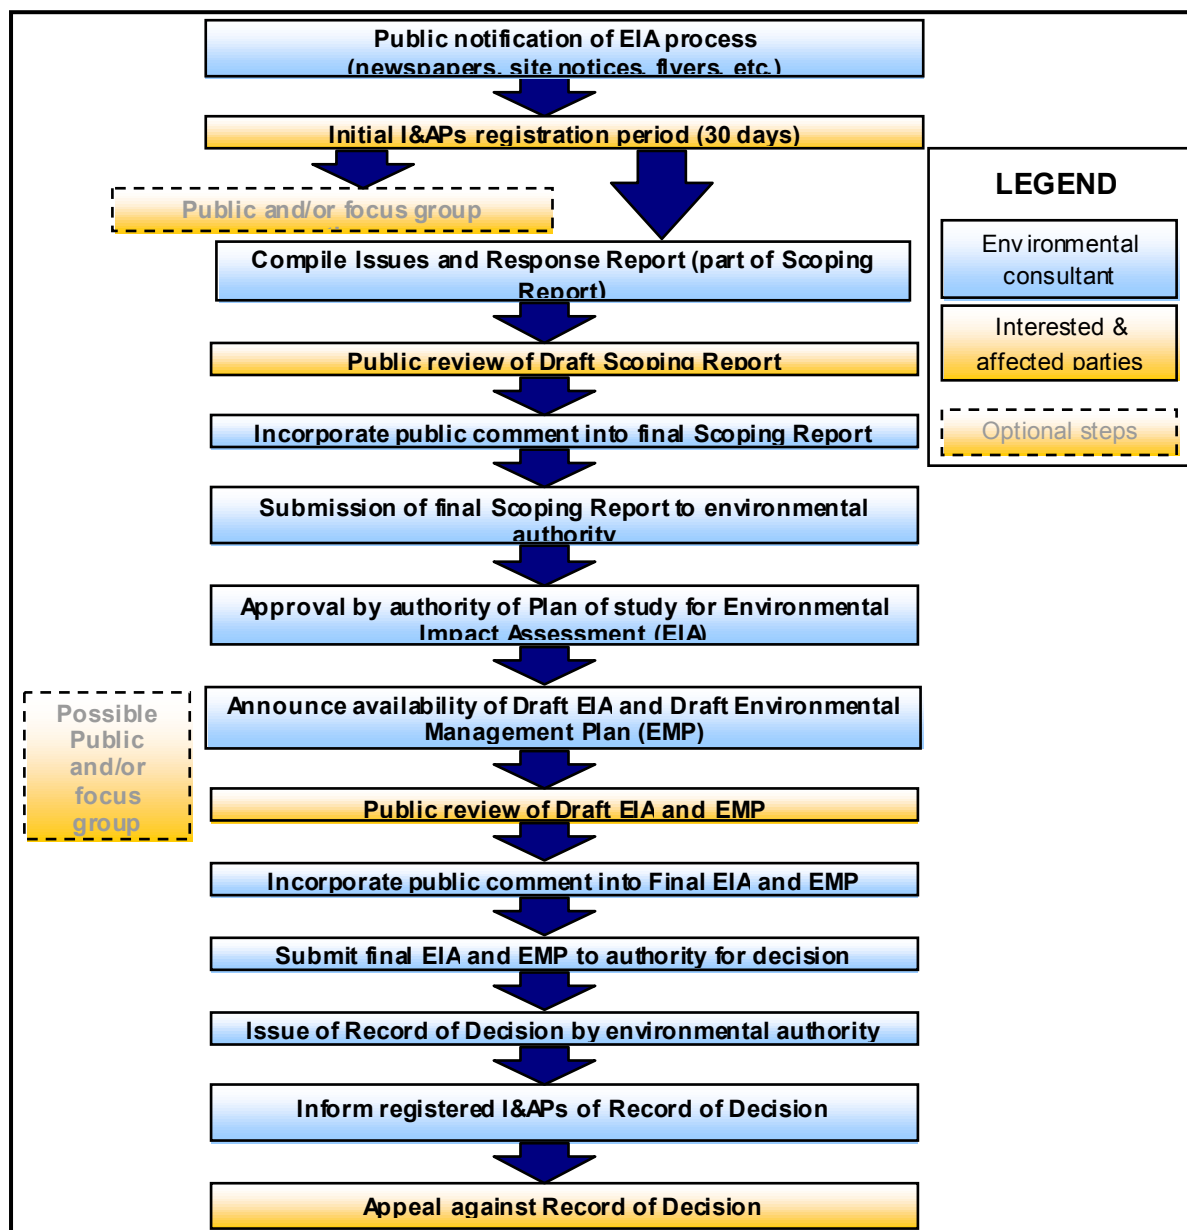 Public notification of EIA process
(newspapers, site notices, flyers, etc.)
Initial I&APs registration period (30 days)
Public and/or focus group
Compile Issues and Response Report (part of Scoping
Report)
Public review of Draft Scoping Report
Incorporate public comment into final Scoping Report
Submission of final Scoping Report to environmental
authority
Approval by authority of Plan of study for Environmental
Impact Assessment (EIA)
Possible
Public
and/or
focus
group
Announce availability of Draft EIA and Draft Environmental
Management Plan (EMP)
Public review of Draft EIA and EMP
Incorporate public comment into Final EIA and EMP
Submit final EIA and EMP to authority for decision
Issue of Record of Decision by environmental authority
Inform registered I&APs of Record of Decision
Appeal against Record of Decision
LEGEND
Environmental
consultant
Interested &
affected parties
Optional steps